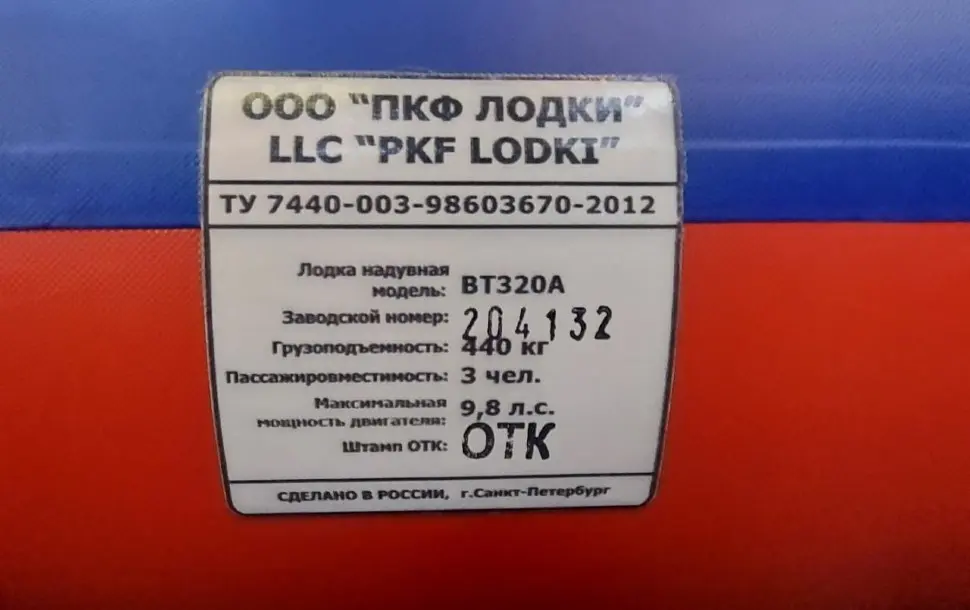 ООО "ПКФ ЛОДКИ"
LLC "PKF LODKI"
ТУ 7440-003-98603670-2012
Лодка надувная
модель: ВТ320А
Заводской номер: 204132
Грузоподъемность: 440 кг
Пассажировместимость: 3 чел.
Максимальная
мощность двигателя: 9,8 л.с.
Штамп ОТК: ОТК
СДЕЛАНО В РОССИИ, г.Санкт-Петербург